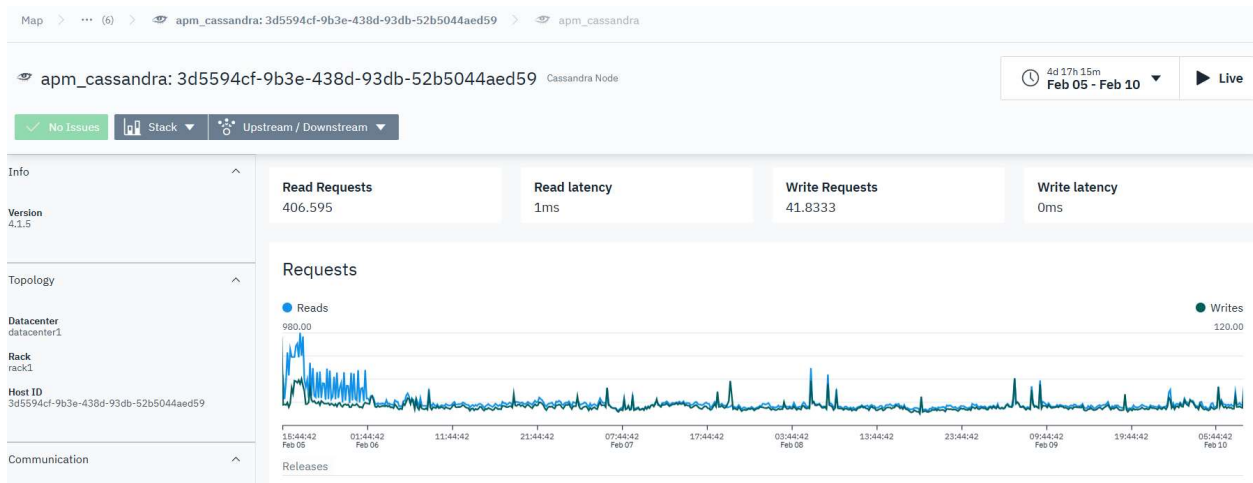 Map > ··· (6) > apm_cassandra: 3d5594cf-9b3e-438d-93db-52b5044aed59 > apm_cassandra
apm_cassandra: 3d5594cf-9b3e-438d-93db-52b5044aed59 Cassandra Node
4d 17h 15m
Feb 05 - Feb 10
Live
No Issues Stack Upstream / Downstream
Info
Version
4.1.5
Topology
Datacenter
datacenter1
Rack
rack1
Host ID
3d5594cf-9b3e-438d-93db-52b5044aed59
Communication
Read Requests
406.595
Read latency
1ms
Write Requests
41.8333
Write latency
0ms
Requests
Reads Writes
980.00 120.00
15:44:42 01:44:42 11:44:42 21:44:42 07:44:42 17:44:42 03:44:42 13:44:42 23:44:42 09:44:42 19:44:42 05:44:42
Feb 05 Feb 06 Feb 07 Feb 08 Feb 09 Feb 10
Releases